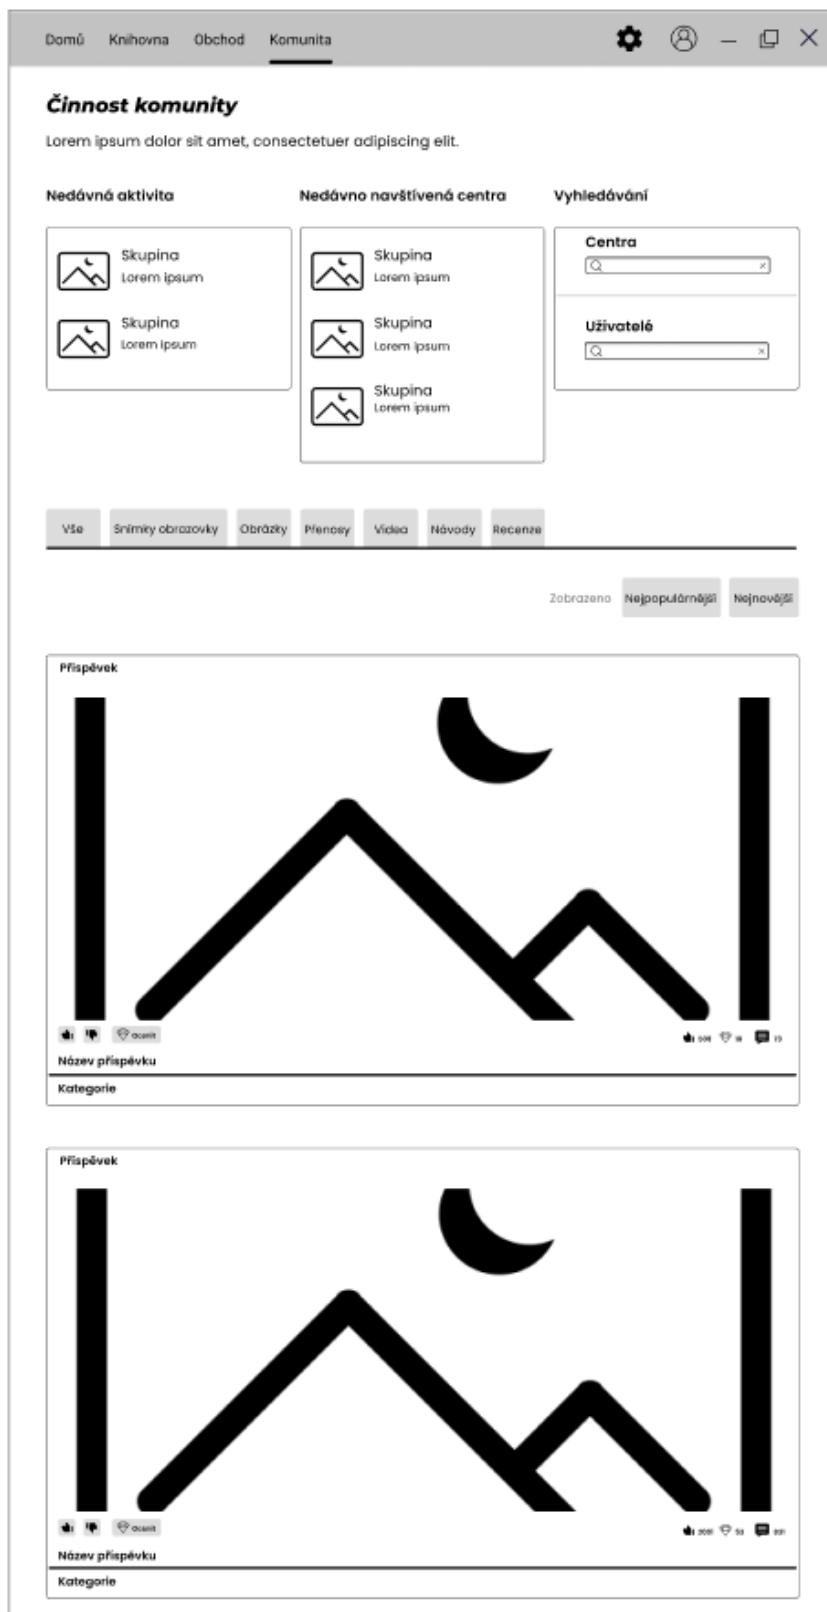 Domů Knihovna Obchod Komunita
Činnost komunity
Lorem ipsum dolor sit amet, consectetuer adipiscing elit.
Nedávná aktivita
Skupina
Lorem ipsum
Skupina
Lorem ipsum
Nedávno navštívená centra
Skupina
Lorem ipsum
Skupina
Lorem ipsum
Skupina
Lorem ipsum
Vyhledávání
Centra
Uživatelé
Vše Snímky obrazovky Obrázky Přenosy Videa Návody Recenze
Zobrazeno Nejpopulárnější Nejnovější
Příspěvek
Ocenit
Název příspěvku
Kategorie
Příspěvek
Ocenit
Název příspěvku
Kategorie